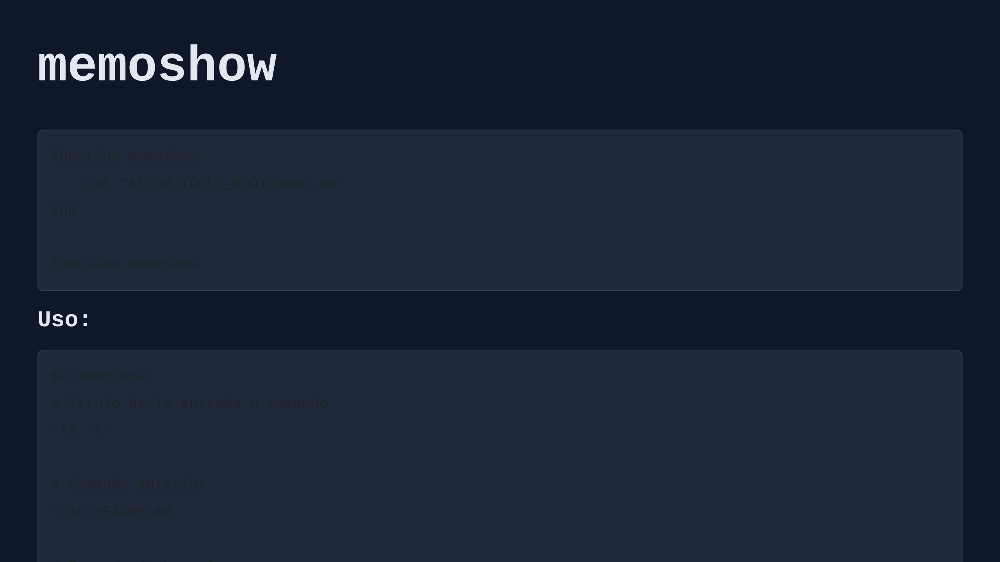 memoshow
function memoshow
    cat "$FISH_TOOLS_ROOT/memo.md"
end
funcsave memoshow
Uso:
$> memoshow
# Titulo de la entrada o comando
`ls -l`
# Comando anterior
`cat README.md`